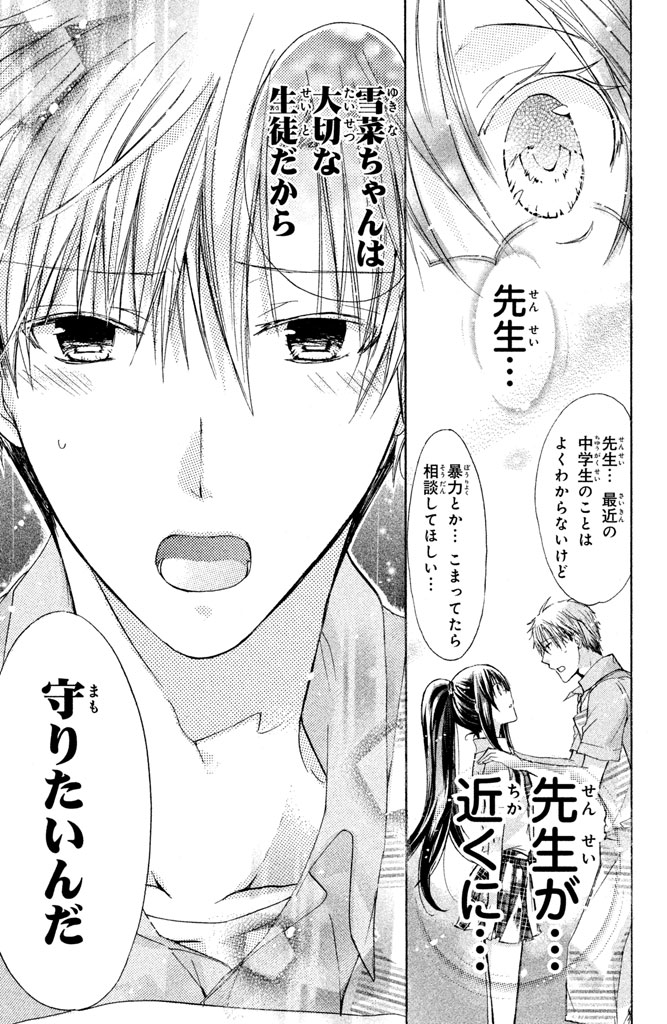 先生…
先生… 最近の
中学生のことは
よくわからないけど
暴力とか… こまってたら
相談してほしい…
先生が…
近くに…
雪菜ちゃんは
大切な
生徒だから
守りたいんだ